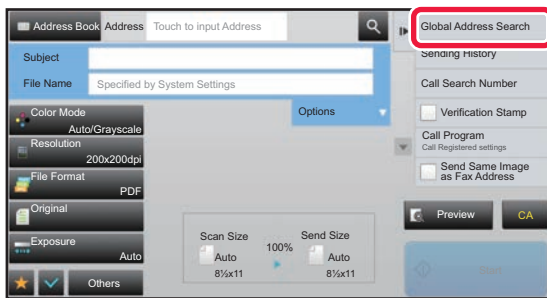 Address Book
Address
Touch to input Address
Global Address Search
Subject
Sending History
File Name
Specified by System Settings
Call Search Number
Color Mode
Auto/Grayscale
Options
Verification Stamp
Resolution
200x200dpi
Call Program
Call Registered settings
File Format
PDF
Send Same Image
as Fax Address
Original
Preview
CA
Exposure
Auto
Scan Size
Auto
8½x11
100%
Send Size
Auto
8½x11
Start
Others